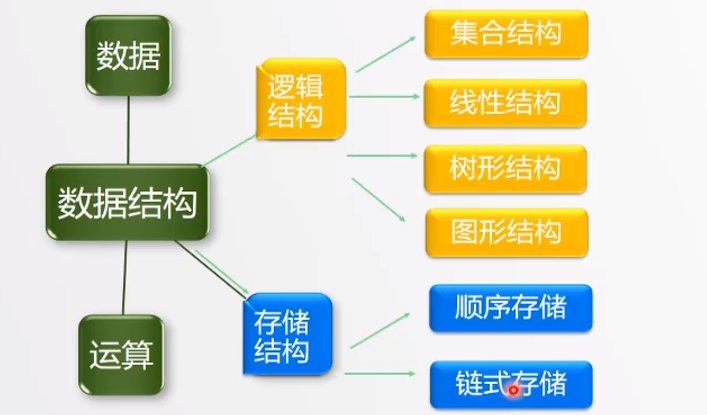 数据
数据结构
运算
逻辑
结构
存储
结构
集合结构
线性结构
树形结构
图形结构
顺序存储
链式存储